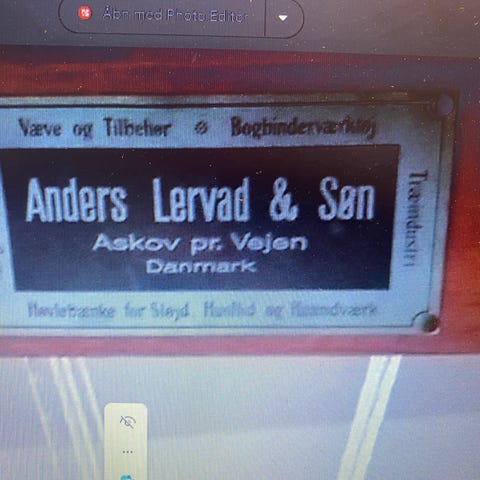 Åbn med Photo Editor
Væve og Tilbehør Bogbinderværktøj
Anders Lervad & Søn
Askov pr. Vejen
Danmark
Træindustri
Høvlebænke for Sløjd, Husflid og Haandværk